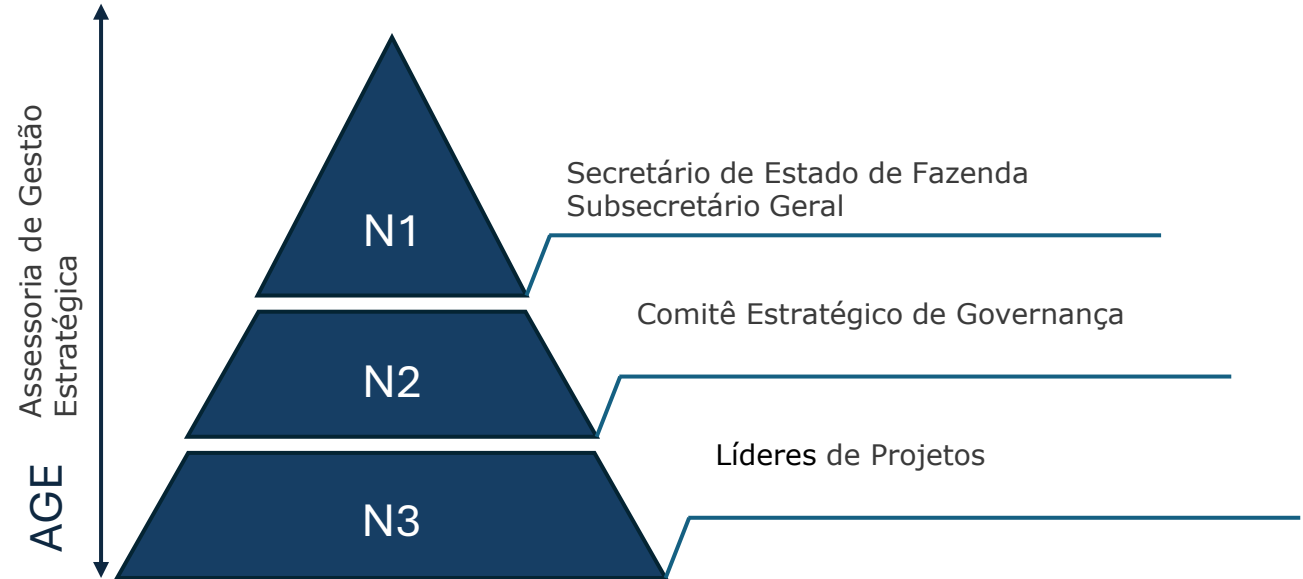 Assessoria de Gestão
Estratégica
AGE
N1
Secretário de Estado de Fazenda
Subsecretário Geral
N2
Comitê Estratégico de Governança
N3
Líderes de Projetos